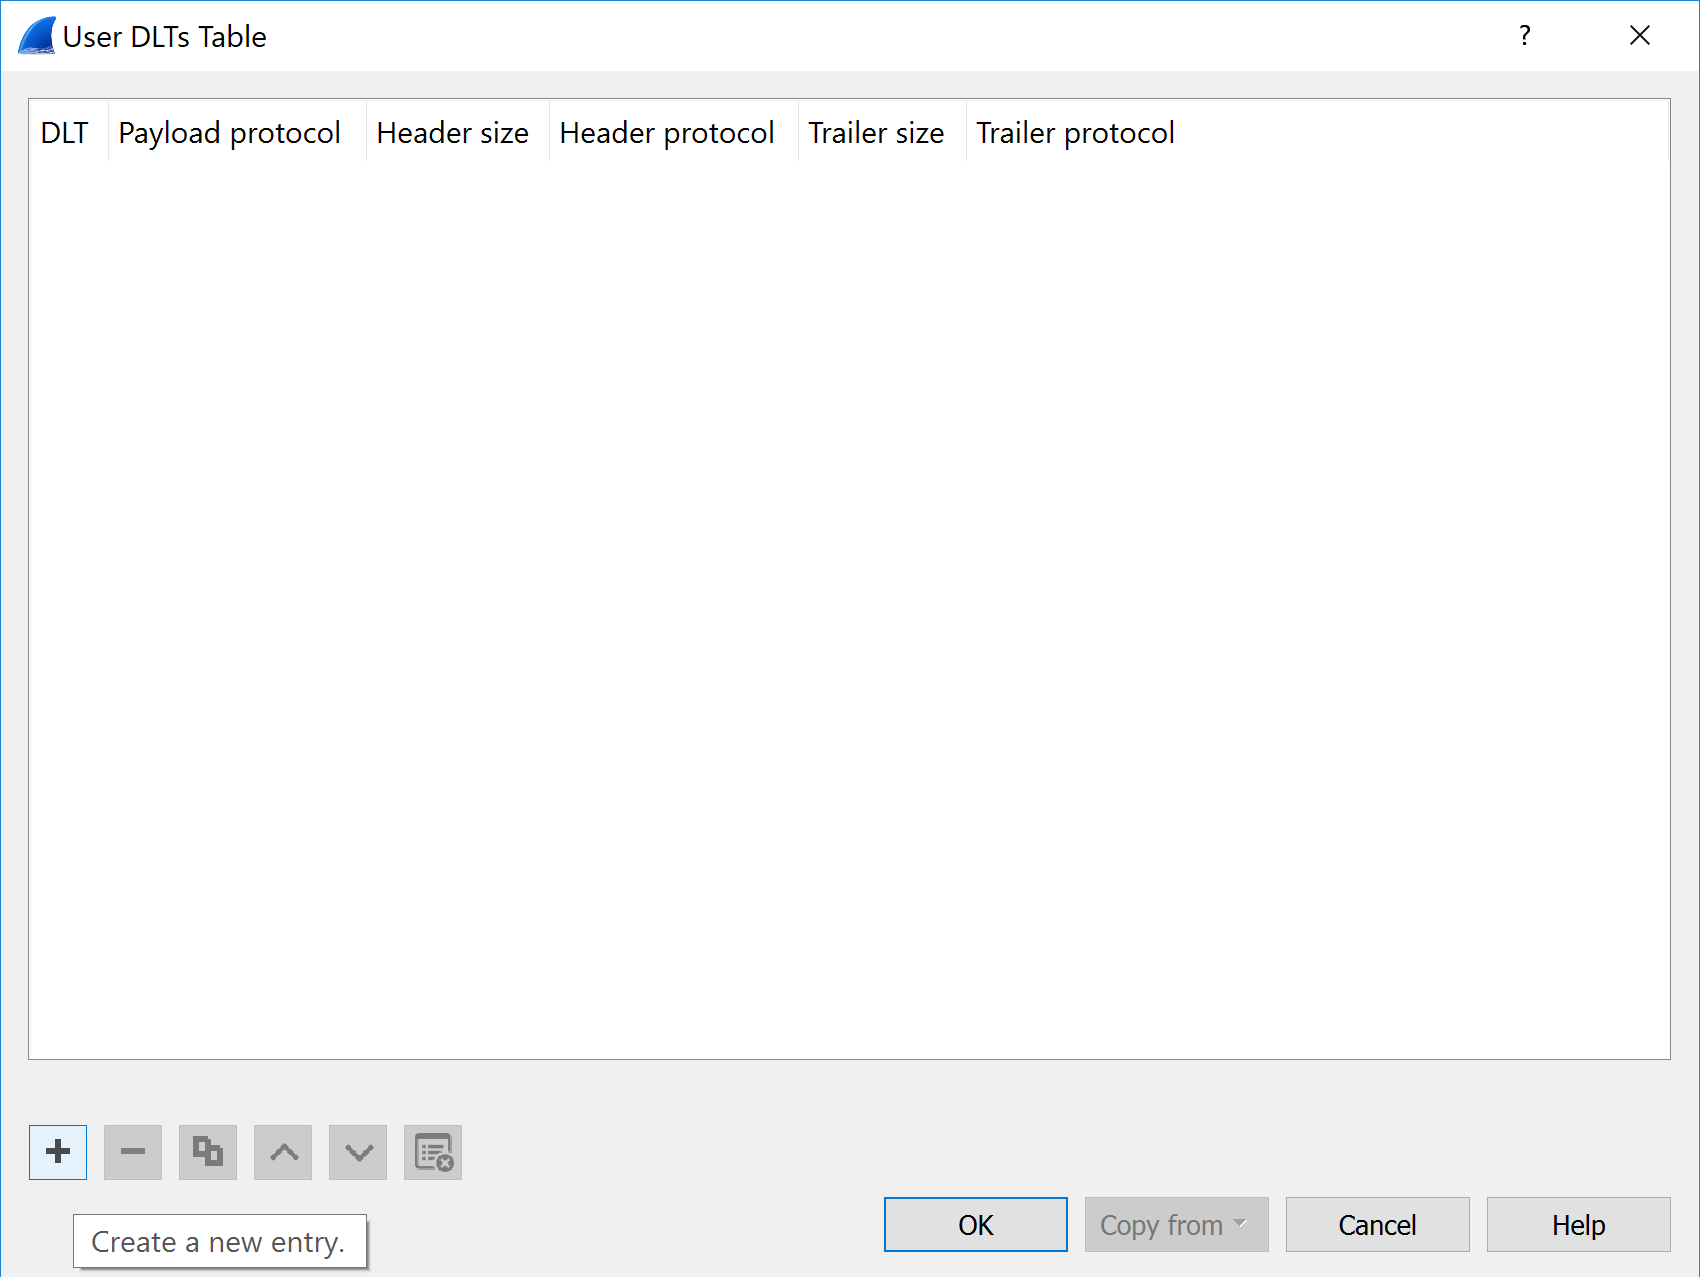 User DLTs Table
?
DLT Payload protocol Header size Header protocol Trailer size Trailer protocol
OK Copy from Cancel Help
Create a new entry.